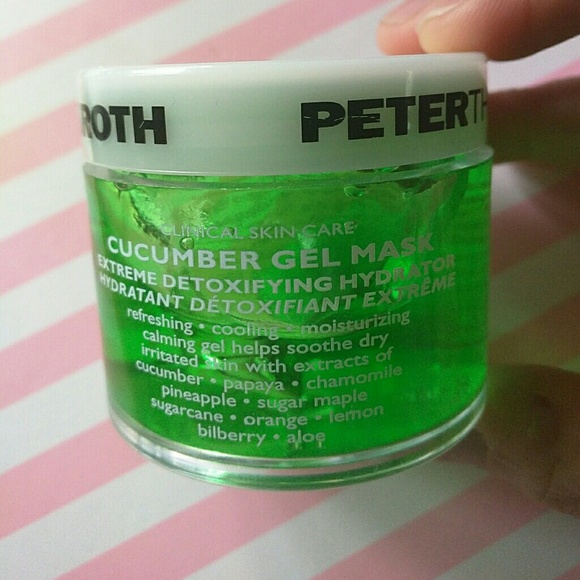 ROTH PETERTH
CLINICAL SKIN CARE
CUCUMBER GEL MASK
EXTREME DETOXIFYING HYDRATOR
HYDRATANT DÉTOXIFIANT EXTRÊME
refreshing • cooling • moisturizing
calming gel helps soothe dry
irritated skin with extracts of
cucumber • papaya • chamomile
pineapple • sugar maple
sugarcane • orange • lemon
bilberry • aloe